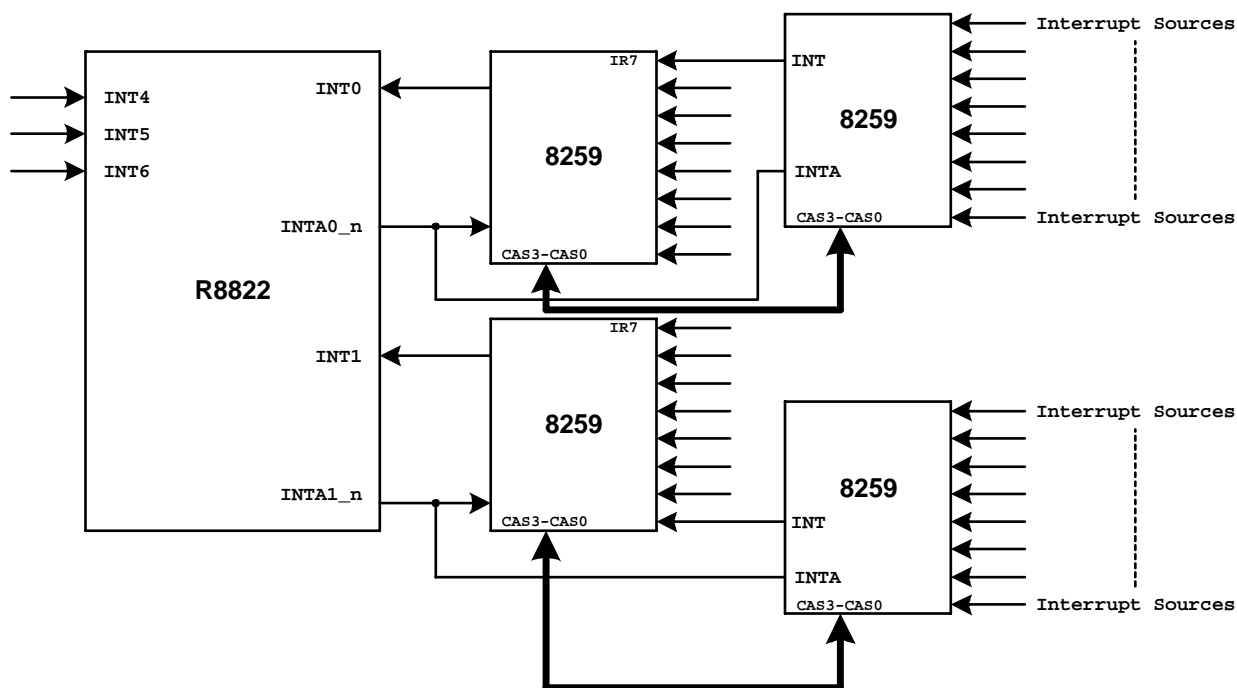 Interrupt Sources
IR7
INT
INT0
INT4
8259
INT5
8259
INT6
INTA
Interrupt Sources
CAS3-CAS0
INTA0_n
CAS3-CAS0
R8822
IR7
INT1
Interrupt Sources
8259
8259
INTA1_n
CAS3-CAS0
INT
INTA
CAS3-CAS0
Interrupt Sources